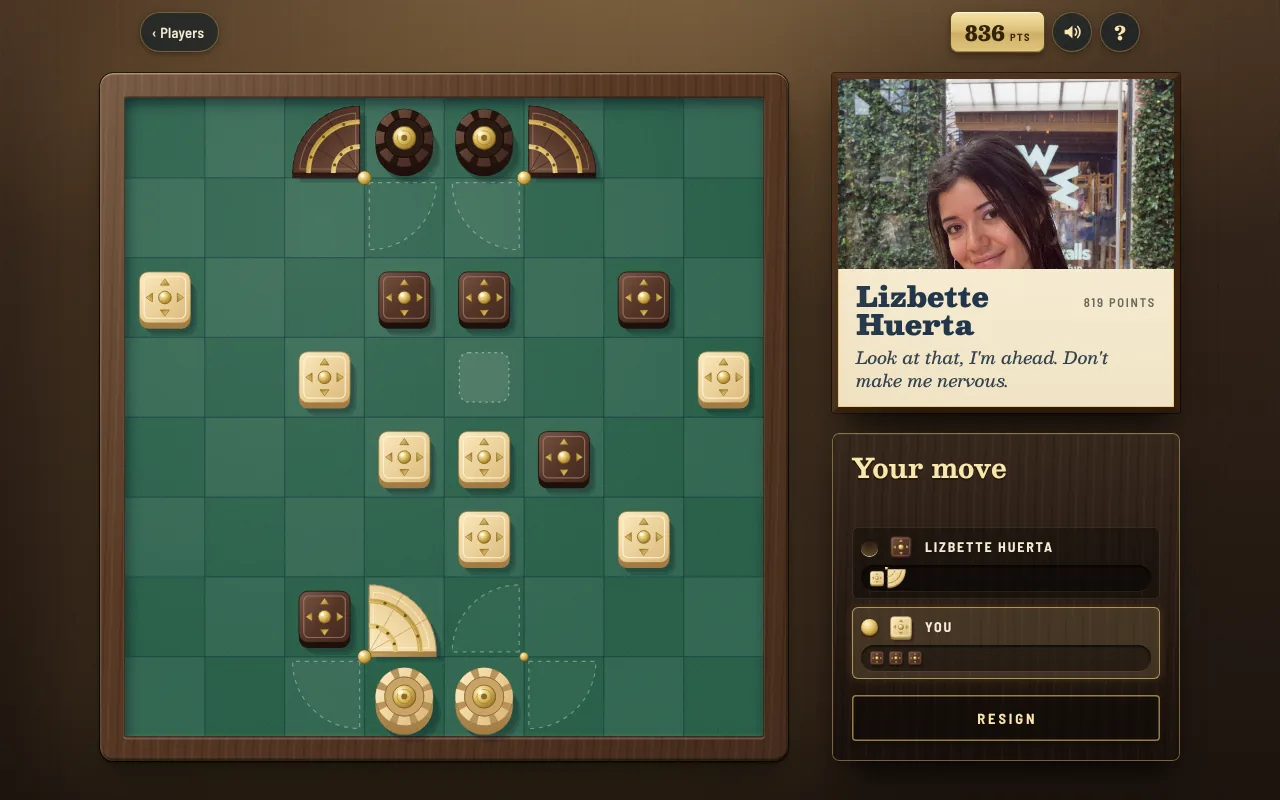 ‹ Players
836 PTS
?
W
Lizbette
Huerta
819 POINTS
Look at that, I'm ahead. Don't
make me nervous.
Your move
LIZBETTE HUERTA
YOU
RESIGN